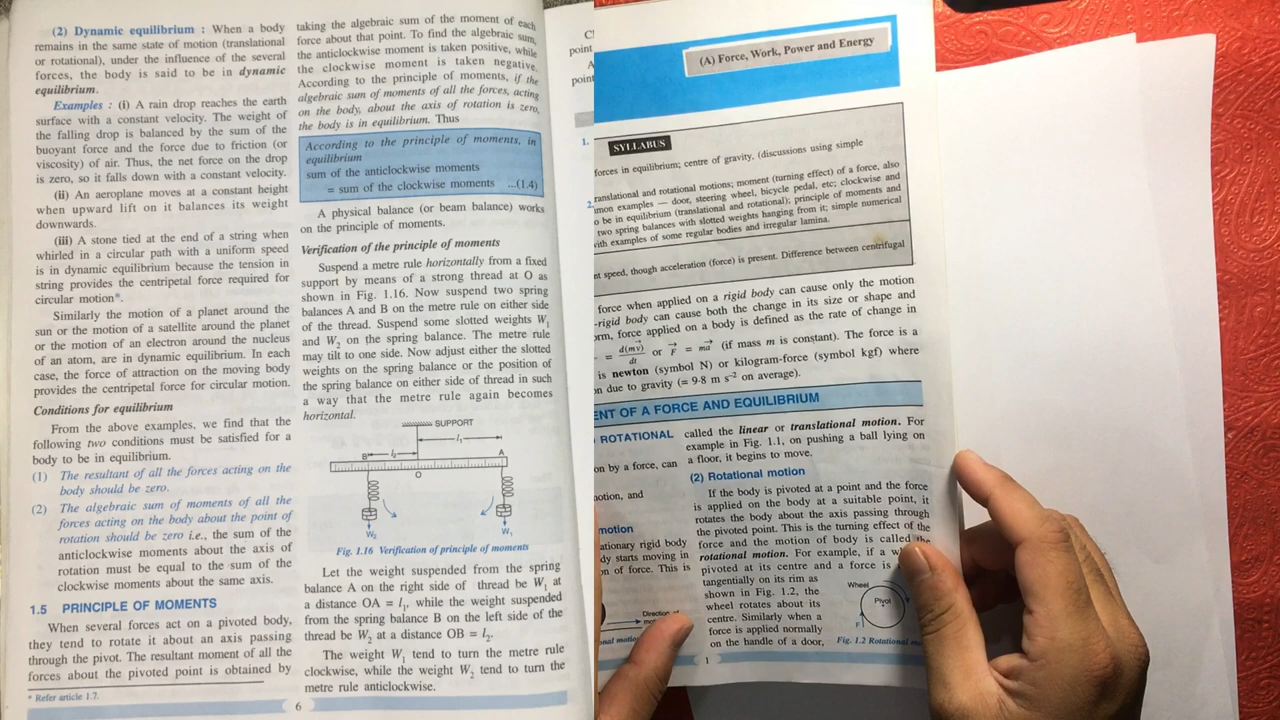 (2) Dynamic equilibrium : When a body
remains in the same state of motion (translational
or rotational), under the influence of the several
forces, the body is said to be in dynamic
equilibrium.
Examples : (i) A rain drop reaches the earth
surface with a constant velocity. The weight of
the falling drop is balanced by the sum of the
buoyant force and the force due to friction (or
viscosity) of air. Thus, the net force on the drop
is zero, so it falls down with a constant velocity.
(ii) An aeroplane moves at a constant height
when upward lift on it balances its weight
downwards.
(iii) A stone tied at the end of a string when
whirled in a circular path with a uniform speed
is in dynamic equilibrium because the tension in
string provides the centripetal force required for
circular motion*.
Similarly the motion of a planet around the
sun or the motion of a satellite around the planet
or the motion of an electron around the nucleus
of an atom, are in dynamic equilibrium. In each
case, the force of attraction on the moving body
provides the centripetal force for circular motion.
Conditions for equilibrium
From the above examples, we find that the
following two conditions must be satisfied for a
body to be in equilibrium.
(1) The resultant of all the forces acting on the
body should be zero.
(2) The algebraic sum of moments of all the
forces acting on the body about the point of
rotation should be zero i.e., the sum of the
anticlockwise moments about the axis of
rotation must be equal to the sum of the
clockwise moments about the same axis.
1.5 PRINCIPLE OF MOMENTS
When several forces act on a pivoted body,
they tend to rotate it about an axis passing
through the pivot. The resultant moment of all the
forces about the pivoted point is obtained by
* Refer article 1.7.
taking the algebraic sum of the moment of each
force about that point. To find the algebraic sum,
the anticlockwise moment is taken positive, while
the clockwise moment is taken negative.
According to the principle of moments, if the
algebraic sum of moments of all the forces, acting
on the body, about the axis of rotation is zero,
the body is in equilibrium. Thus
According to the principle of moments, in
equilibrium
sum of the anticlockwise moments
= sum of the clockwise moments ...(1.4)
A physical balance (or beam balance) works
on the principle of moments.
Verification of the principle of moments
Suspend a metre rule horizontally from a fixed
support by means of a strong thread at O as
shown in Fig. 1.16. Now suspend two spring
balances A and B on the metre rule on either side
of the thread. Suspend some slotted weights W₁
and W₂ on the spring balance. The metre rule
may tilt to one side. Now adjust either the slotted
weights on the spring balance or the position of
the spring balance on either side of thread in such
a way that the metre rule again becomes
horizontal.
SUPPORT
l₁
B l₂ A
O
W₂ W₁
Fig. 1.16 Verification of principle of moments
Let the weight suspended from the spring
balance A on the right side of thread be W₁ at
a distance OA = l₁, while the weight suspended
from the spring balance B on the left side of the
thread be W₂ at a distance OB = l₂.
The weight W₁ tend to turn the metre rule
clockwise, while the weight W₂ tend to turn the
metre rule anticlockwise.
6
point
point
1.
2.
(A) Force, Work, Power and Energy
SYLLABUS
forces in equilibrium; centre of gravity, (discussions using simple
translational and rotational motions; moment (turning effect) of a force, also
mon examples — door, steering wheel, bicycle pedal, etc; clockwise and
o be in equilibrium (translational and rotational); principle of moments and
two spring balances with slotted weights hanging from it; simple numerical
ith examples of some regular bodies and irregular lamina.
nt speed, though acceleration (force) is present. Difference between centrifugal
force when applied on a rigid body can cause only the motion
-rigid body can cause both the change in its size or shape and
orm, force applied on a body is defined as the rate of change in
= d(mv⃗)/dt or F⃗ = ma⃗ (if mass m is constant). The force is a
is newton (symbol N) or kilogram-force (symbol kgf) where
on due to gravity (= 9·8 m s⁻² on average).
ENT OF A FORCE AND EQUILIBRIUM
ROTATIONAL
on by a force, can
motion, and
motion
ationary rigid body
dy starts moving in
on of force. This is
Direction of
nal motion
called the linear or translational motion. For
example in Fig. 1.1, on pushing a ball lying on
a floor, it begins to move.
(2) Rotational motion
If the body is pivoted at a point and the force
is applied on the body at a suitable point, it
rotates the body about the axis passing through
the pivoted point. This is the turning effect of the
force and the motion of body is called the
rotational motion. For example, if a
pivoted at its centre and a force is
tangentially on its rim as
shown in Fig. 1.2, the
wheel rotates about its
centre. Similarly when a
force is applied normally
on the handle of a door,
Wheel
Pivot
F
Fig. 1.2 Rotational
1